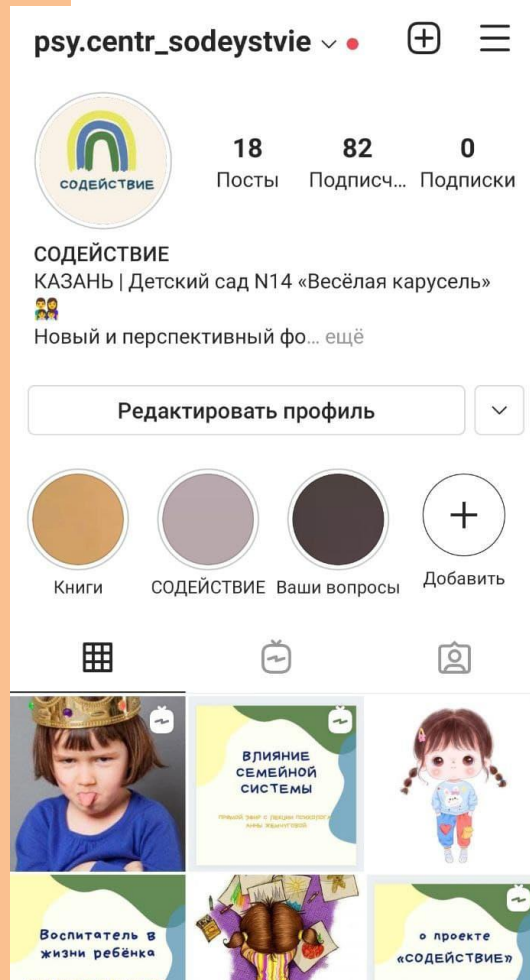 psy.centr_sodeystvie
СОДЕЙСТВИЕ
18 82 0
Посты Подписч... Подписки
СОДЕЙСТВИЕ
КАЗАНЬ | Детский сад N14 «Весёлая карусель»
Новый и перспективный фо... ещё
Редактировать профиль
Книги СОДЕЙСТВИЕ Ваши вопросы Добавить
ВЛИЯНИЕ
СЕМЕЙНОЙ
СИСТЕМЫ
Воспитатель в
жизни ребёнка
о проекте
«СОДЕЙСТВИЕ»